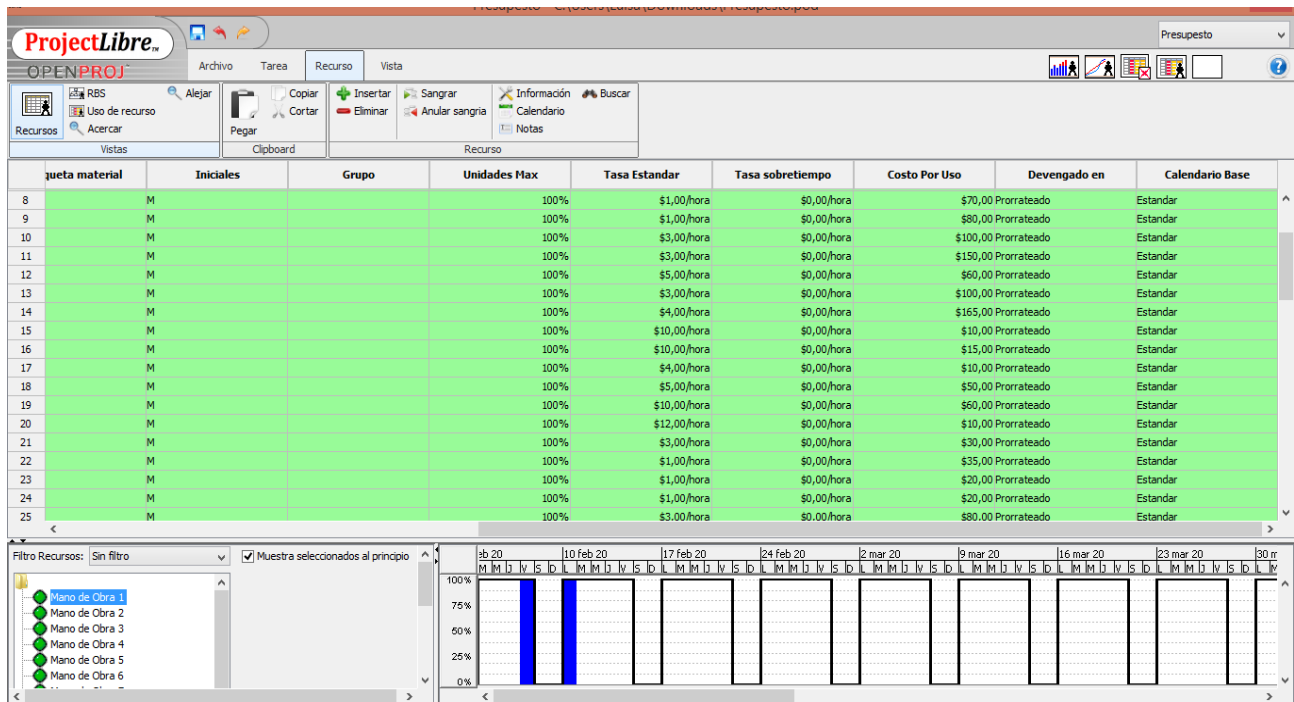 Presupesto - C:\Users\Luisa\Downloads\Presupesto.pod
ProjectLibre™
OPENPROJ
Presupesto
Archivo Tarea Recurso Vista
RBS Alejar Copiar Insertar Sangrar Información Buscar
Uso de recurso Cortar Eliminar Anular sangria Calendario
Recursos Acercar Pegar Notas
Vistas Clipboard Recurso
queta material Iniciales Grupo Unidades Max Tasa Estandar Tasa sobretiempo Costo Por Uso Devengado en Calendario Base
8 M 100% $1,00/hora $0,00/hora $70,00 Prorrateado Estandar
9 M 100% $1,00/hora $0,00/hora $80,00 Prorrateado Estandar
10 M 100% $3,00/hora $0,00/hora $100,00 Prorrateado Estandar
11 M 100% $3,00/hora $0,00/hora $150,00 Prorrateado Estandar
12 M 100% $5,00/hora $0,00/hora $60,00 Prorrateado Estandar
13 M 100% $3,00/hora $0,00/hora $100,00 Prorrateado Estandar
14 M 100% $4,00/hora $0,00/hora $165,00 Prorrateado Estandar
15 M 100% $10,00/hora $0,00/hora $10,00 Prorrateado Estandar
16 M 100% $10,00/hora $0,00/hora $15,00 Prorrateado Estandar
17 M 100% $4,00/hora $0,00/hora $10,00 Prorrateado Estandar
18 M 100% $5,00/hora $0,00/hora $50,00 Prorrateado Estandar
19 M 100% $10,00/hora $0,00/hora $60,00 Prorrateado Estandar
20 M 100% $12,00/hora $0,00/hora $10,00 Prorrateado Estandar
21 M 100% $3,00/hora $0,00/hora $30,00 Prorrateado Estandar
22 M 100% $1,00/hora $0,00/hora $35,00 Prorrateado Estandar
23 M 100% $1,00/hora $0,00/hora $20,00 Prorrateado Estandar
24 M 100% $1,00/hora $0,00/hora $20,00 Prorrateado Estandar
25 M 100% $3,00/hora $0,00/hora $80,00 Prorrateado Estandar
Filtro Recursos: Sin filtro Muestra seleccionados al principio
Mano de Obra 1
Mano de Obra 2
Mano de Obra 3
Mano de Obra 4
Mano de Obra 5
Mano de Obra 6
eb 20 10 feb 20 17 feb 20 24 feb 20 2 mar 20 9 mar 20 16 mar 20 23 mar 20 30 m
M M J V S D L M M J V S D L M M J V S D L M M J V S D L M M J V S D L M M J V S D L M M J V S D L M M J V S D L M
100%
75%
50%
25%
0%